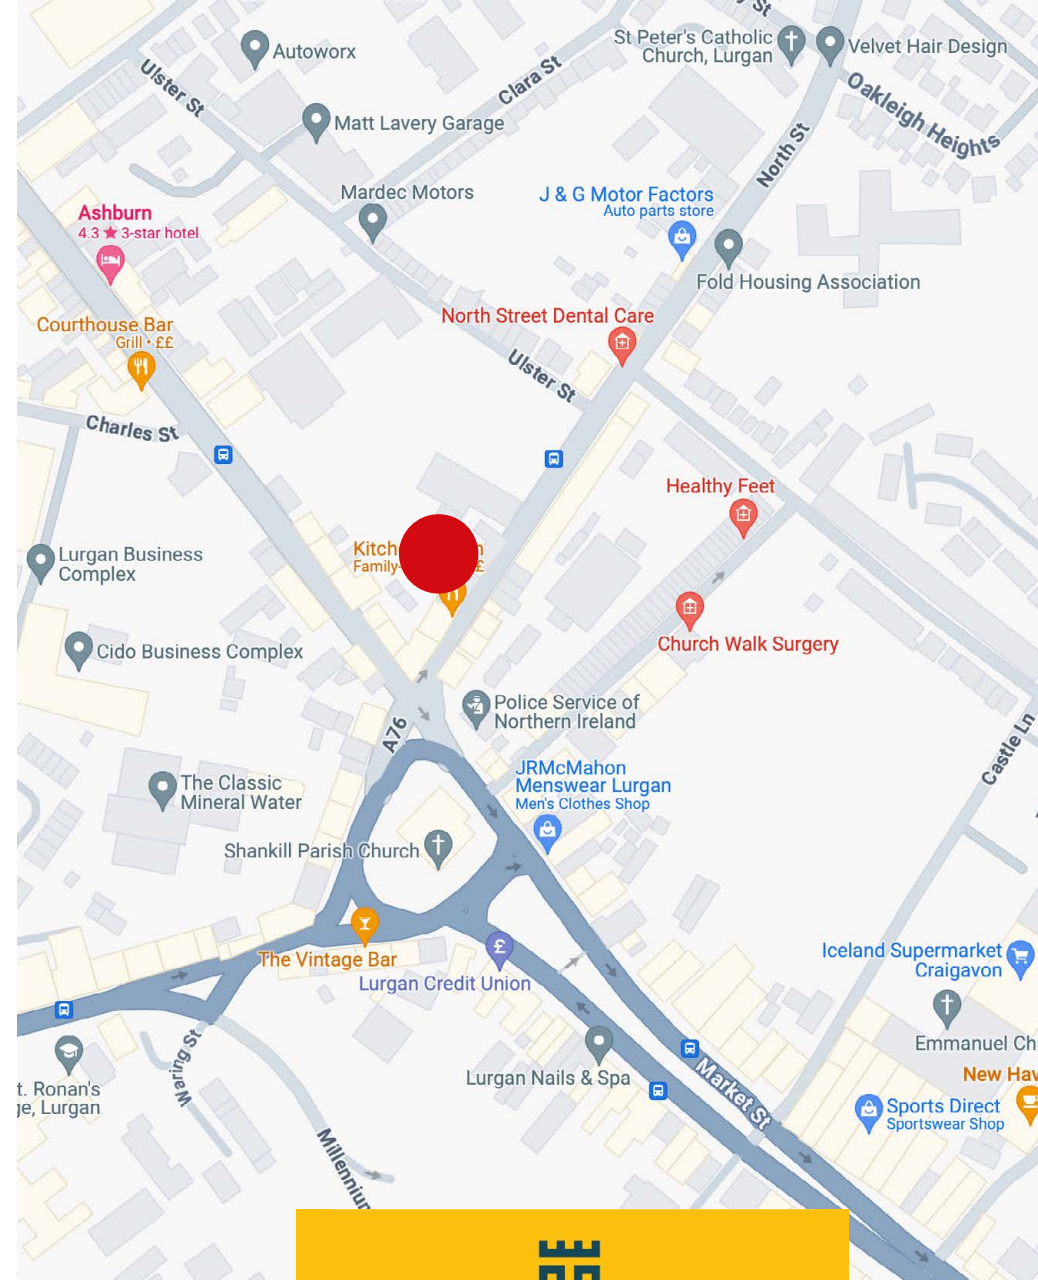 y St
St Peter's Catholic
Church, Lurgan
Velvet Hair Design
Autoworx
Ulster St
Clara St
Oakleigh Heights
Matt Lavery Garage
North St
Mardec Motors
J & G Motor Factors
Auto parts store
Ashburn
4.3 ★ 3-star hotel
Fold Housing Association
North Street Dental Care
Courthouse Bar
Grill • ££
Ulster St
Charles St
Healthy Feet
Lurgan Business
Complex
Kitch
n
Family-
£
Church Walk Surgery
Cido Business Complex
Police Service of
Northern Ireland
A76
Castle Ln
JRMcMahon
Menswear Lurgan
Men's Clothes Shop
The Classic
Mineral Water
Shankill Parish Church
The Vintage Bar
Lurgan Credit Union
Iceland Supermarket
Craigavon
Waring St
Emmanuel Ch
Lurgan Nails & Spa
Market St
New Hav
t. Ronan's
ge, Lurgan
Sports Direct
Sportswear Shop
Millenniu